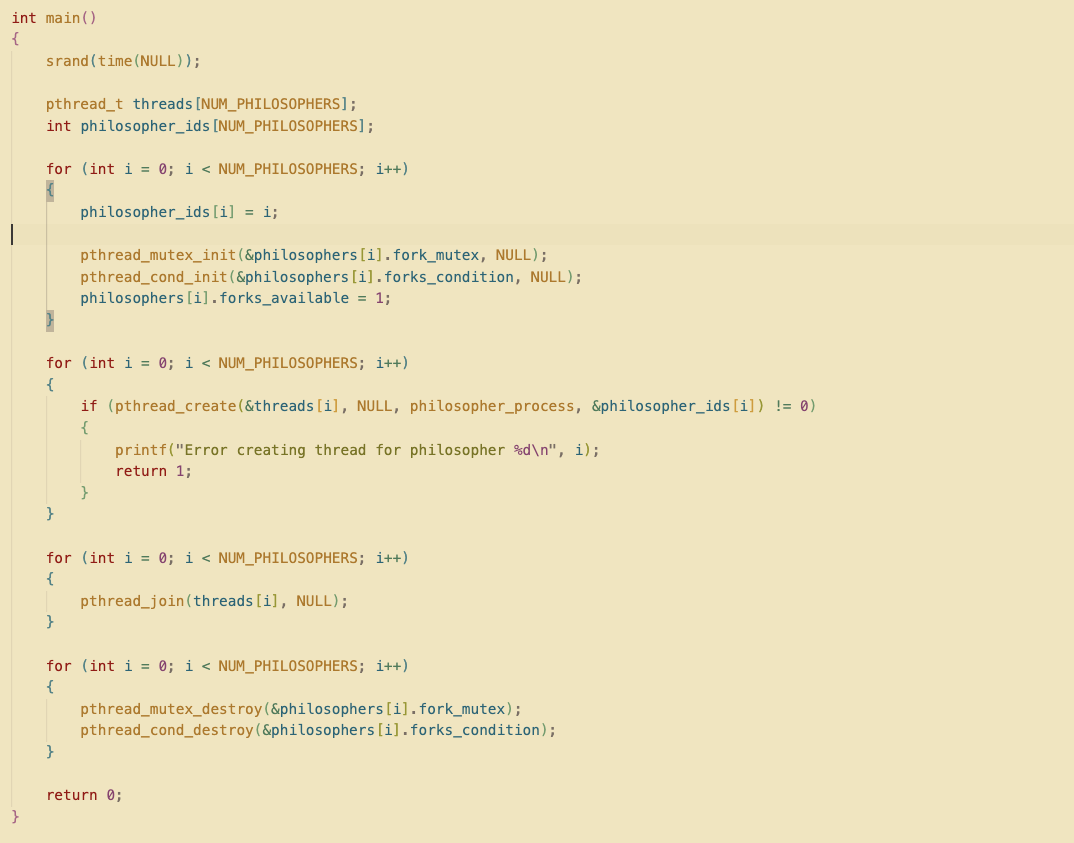 int main()
{
    srand(time(NULL));

    pthread_t threads[NUM_PHILOSOPHERS];
    int philosopher_ids[NUM_PHILOSOPHERS];

    for (int i = 0; i < NUM_PHILOSOPHERS; i++)
    {
        philosopher_ids[i] = i;

        pthread_mutex_init(&philosophers[i].fork_mutex, NULL);
        pthread_cond_init(&philosophers[i].forks_condition, NULL);
        philosophers[i].forks_available = 1;
    }

    for (int i = 0; i < NUM_PHILOSOPHERS; i++)
    {
        if (pthread_create(&threads[i], NULL, philosopher_process, &philosopher_ids[i]) != 0)
        {
            printf("Error creating thread for philosopher %d\n", i);
            return 1;
        }
    }

    for (int i = 0; i < NUM_PHILOSOPHERS; i++)
    {
        pthread_join(threads[i], NULL);
    }

    for (int i = 0; i < NUM_PHILOSOPHERS; i++)
    {
        pthread_mutex_destroy(&philosophers[i].fork_mutex);
        pthread_cond_destroy(&philosophers[i].forks_condition);
    }

    return 0;
}